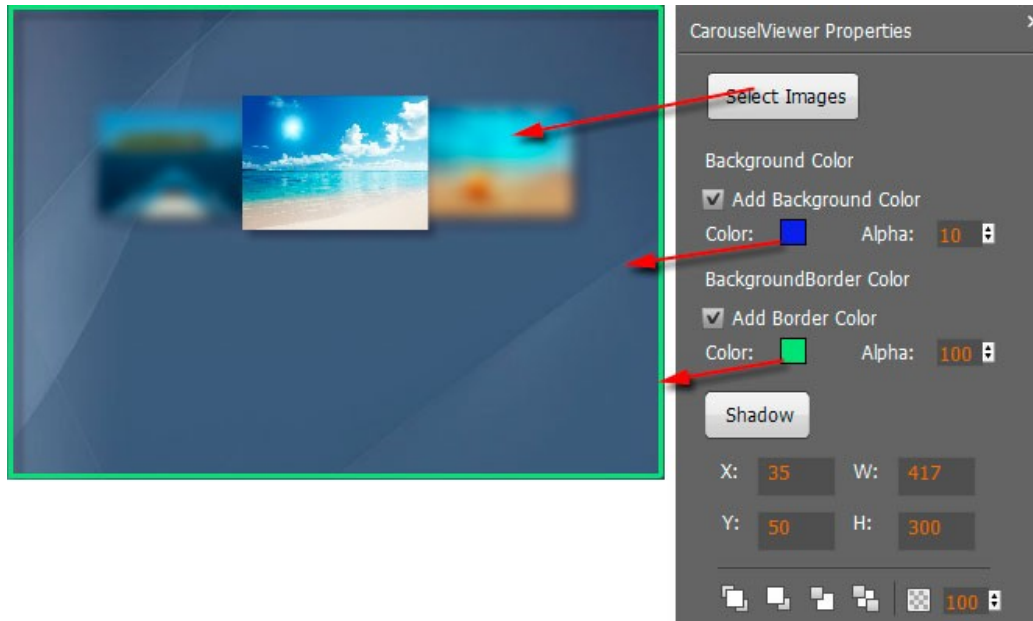 CarouselViewer Properties
Select Images
Background Color
Add Background Color
Color: Alpha: 10
BackgroundBorder Color
Add Border Color
Color: Alpha: 100
Shadow
X: 35 W: 417
Y: 50 H: 300
100